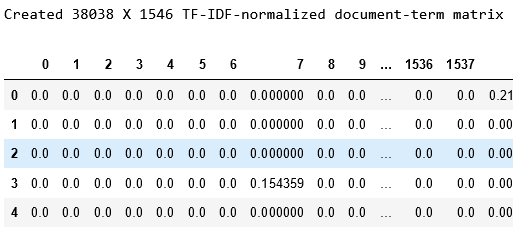 Created 38038 X 1546 TF-IDF-normalized document-term matrix
0 1 2 3 4 5 6 7 8 9 ... 1536 1537
0 0.0 0.0 0.0 0.0 0.0 0.0 0.0 0.000000 0.0 0.0 ... 0.0 0.0 0.21
1 0.0 0.0 0.0 0.0 0.0 0.0 0.0 0.000000 0.0 0.0 ... 0.0 0.0 0.00
2 0.0 0.0 0.0 0.0 0.0 0.0 0.0 0.000000 0.0 0.0 ... 0.0 0.0 0.00
3 0.0 0.0 0.0 0.0 0.0 0.0 0.0 0.154359 0.0 0.0 ... 0.0 0.0 0.00
4 0.0 0.0 0.0 0.0 0.0 0.0 0.0 0.000000 0.0 0.0 ... 0.0 0.0 0.00